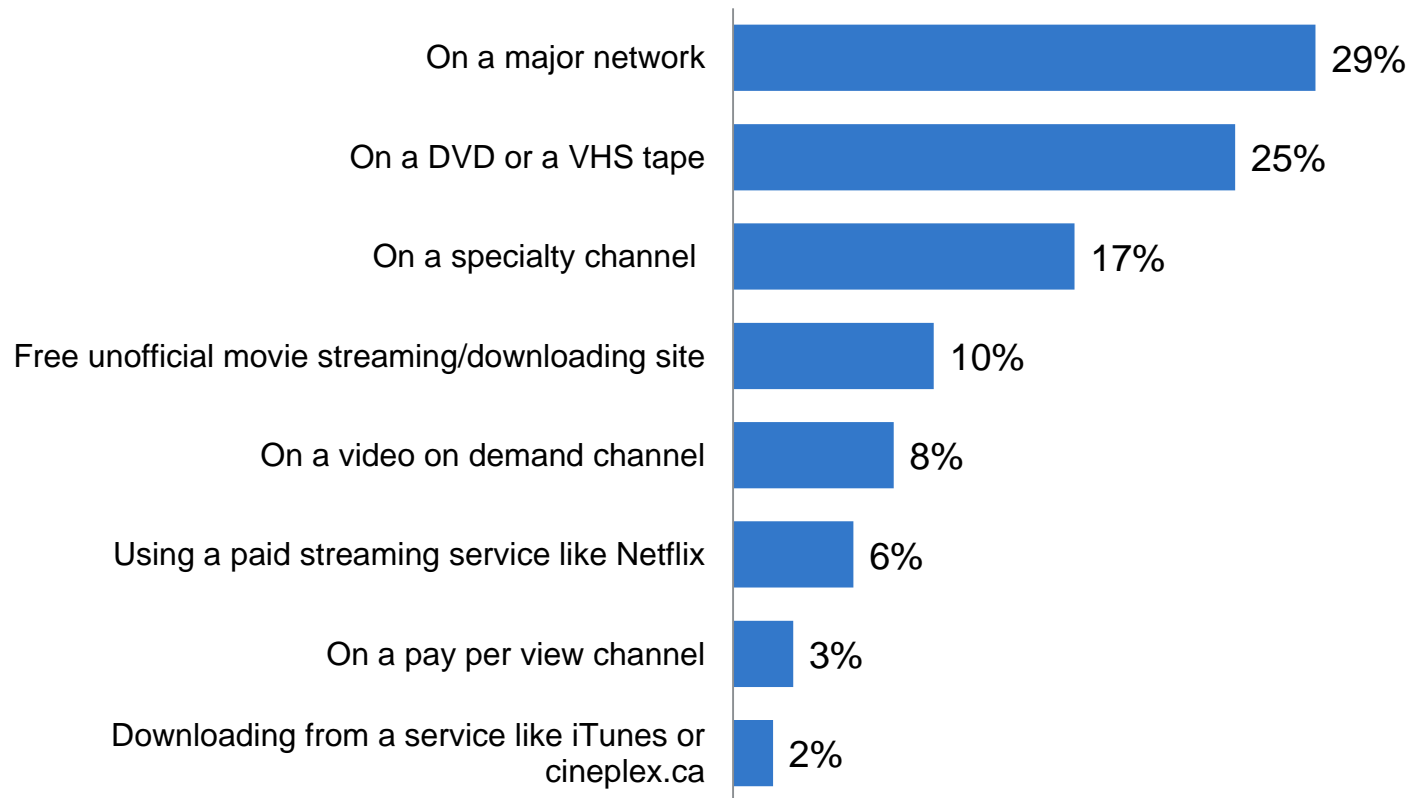 On a major network 29%
On a DVD or a VHS tape 25%
On a specialty channel 17%
Free unofficial movie streaming/downloading site 10%
On a video on demand channel 8%
Using a paid streaming service like Netflix 6%
On a pay per view channel 3%
Downloading from a service like iTunes or
cineplex.ca 2%